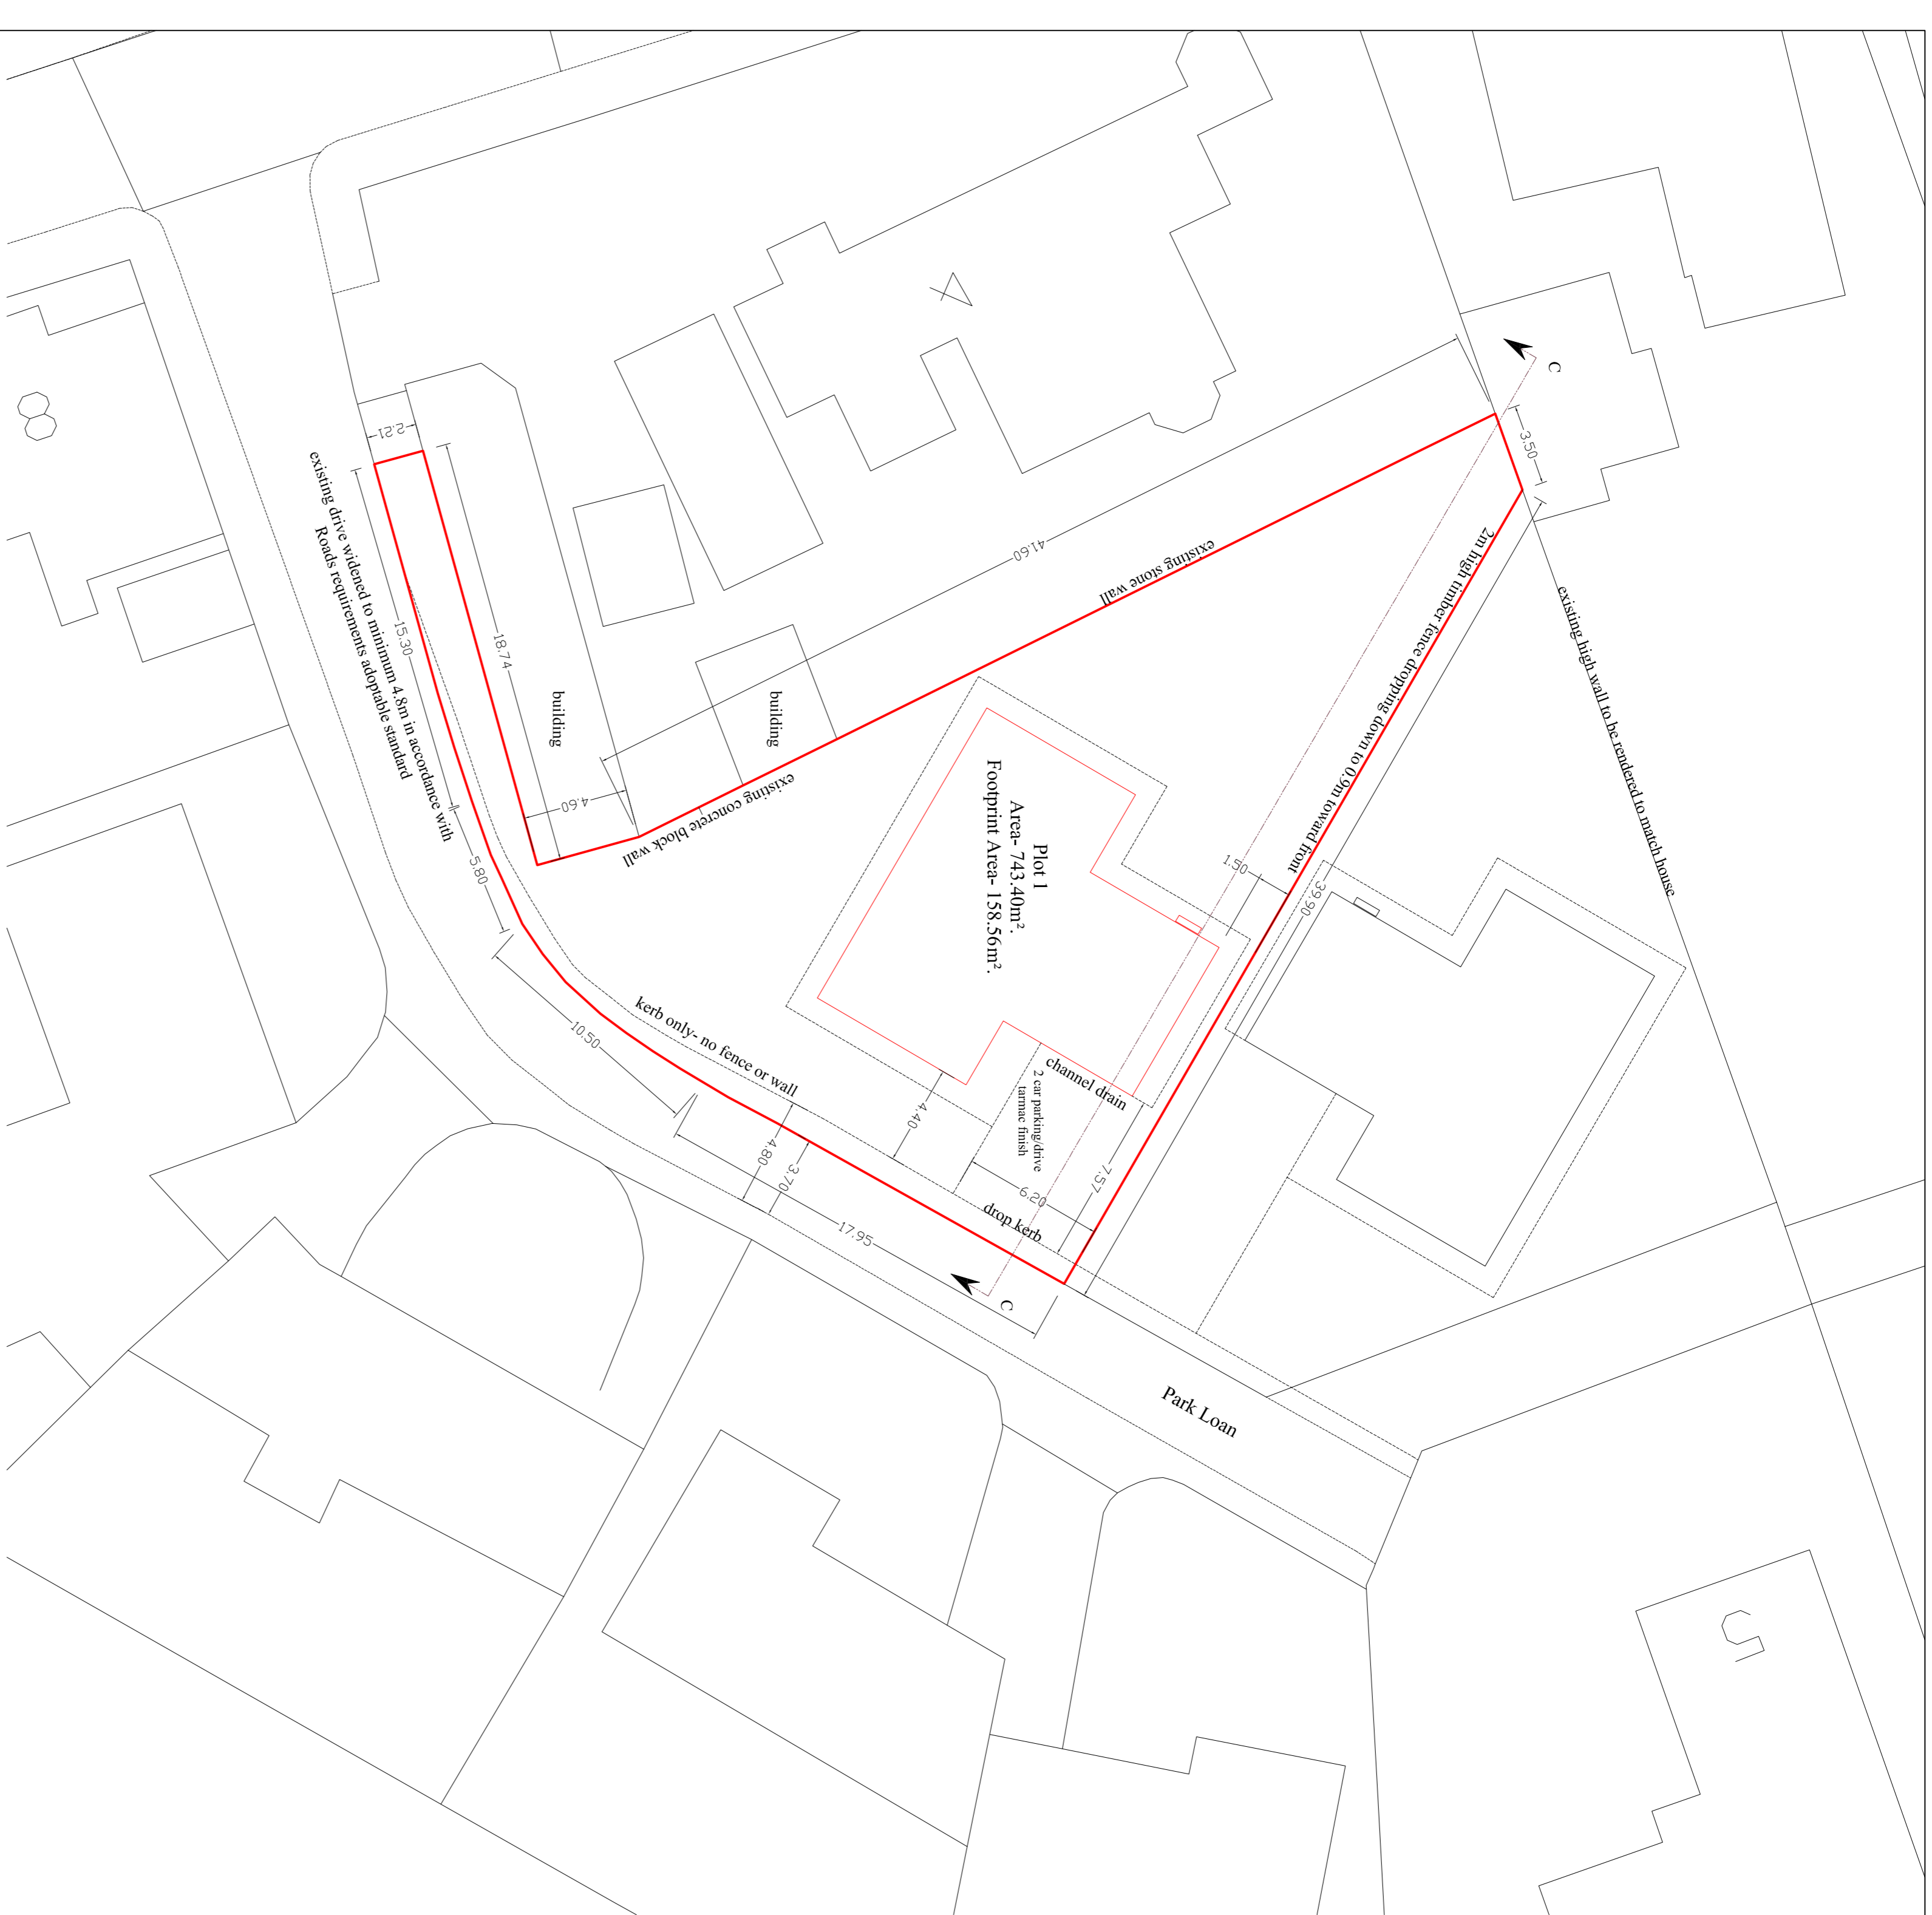 C
3.50
41.60
existing stone wall
2m high timber fence dropping down to 0.9m toward front
existing high wall to be rendered to match house
4
8
2.21
existing drive widened to minimum 4.8m in accordance with
Roads requirements adoptable standard
15.30
18.74
building
building
4.60
existing concrete block wall
5.80
Plot 1
Area- 743.40m².
Footprint Area- 158.56m².
1.50
39.90
10.50
kerb only- no fence or wall
channel drain
2 car parking/drive
tarmac finish
4.40
4.80
3.70
7.57
6.20
drop kerb
17.95
C
Park Loan
5